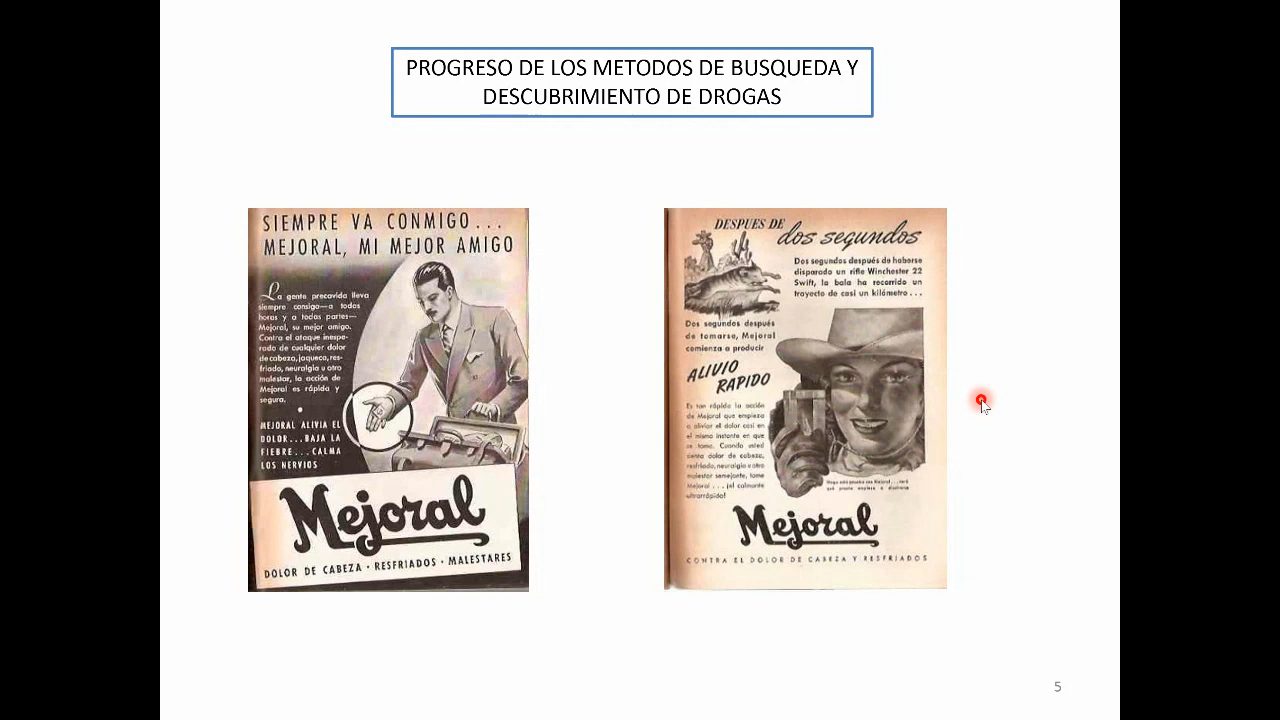 PROGRESO DE LOS METODOS DE BUSQUEDA Y
DESCUBRIMIENTO DE DROGAS
SIEMPRE VA CONMIGO...
MEJORAL, MI MEJOR AMIGO
La gente precavida lleva
siempre consigo—a todas
horas y a todas partes—
Mejoral, su mejor amigo.
Contra el ataque inespe-
rado de cualquier dolor
de cabeza, jaqueca, res-
friado, neuralgia u otro
malestar, la acción de
Mejoral es rápida y
segura.
MEJORAL ALIVIA EL
DOLOR...BAJA LA
FIEBRE...CALMA
LOS NERVIOS
Mejoral
DOLOR DE CABEZA · RESFRIADOS · MALESTARES
DESPUES DE dos segundos
Dos segundos después de haberse
disparado un rifle Winchester 22
Swift, la bala ha recorrido un
trayecto de casi un kilómetro...
Dos segundos después
de tomarse, Mejoral
comienza a producir
ALIVIO
RAPIDO
Es tan rápida la acción
de Mejoral que empieza
a aliviar el dolor casi en
el mismo instante en que
se toma. Cuando usted
sienta dolor de cabeza,
resfriado, neuralgia u otro
malestar semejante, tome
Mejoral... ¡el calmante
ultrarrápido!
Mejoral
CONTRA EL DOLOR DE CABEZA Y RESFRIADOS
5